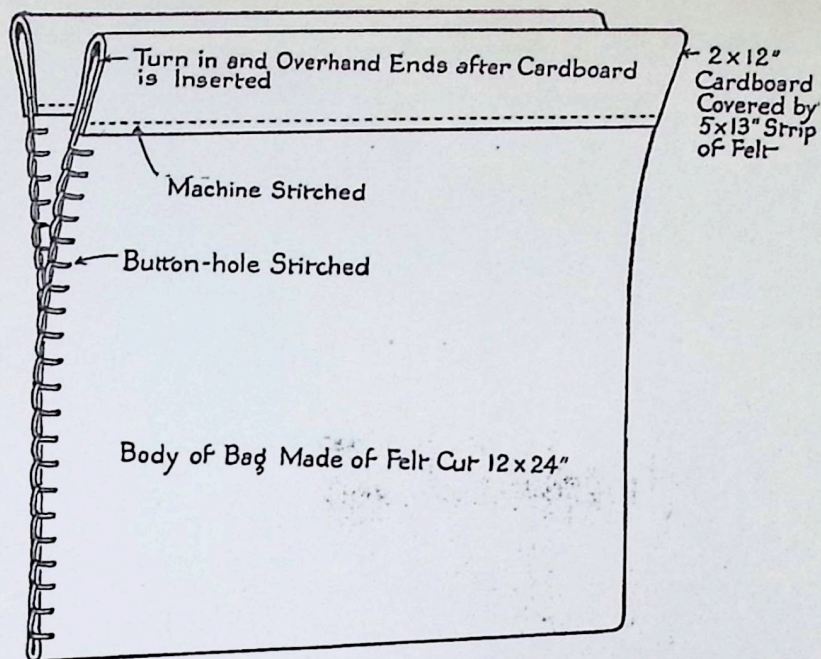 Turn in and Overhand Ends after Cardboard
is Inserted
2 x 12"
Cardboard
Covered by
5 x 13" Strip
of Felt
Machine Stitched
Button-hole Stitched
Body of Bag Made of Felt Cut 12 x 24"